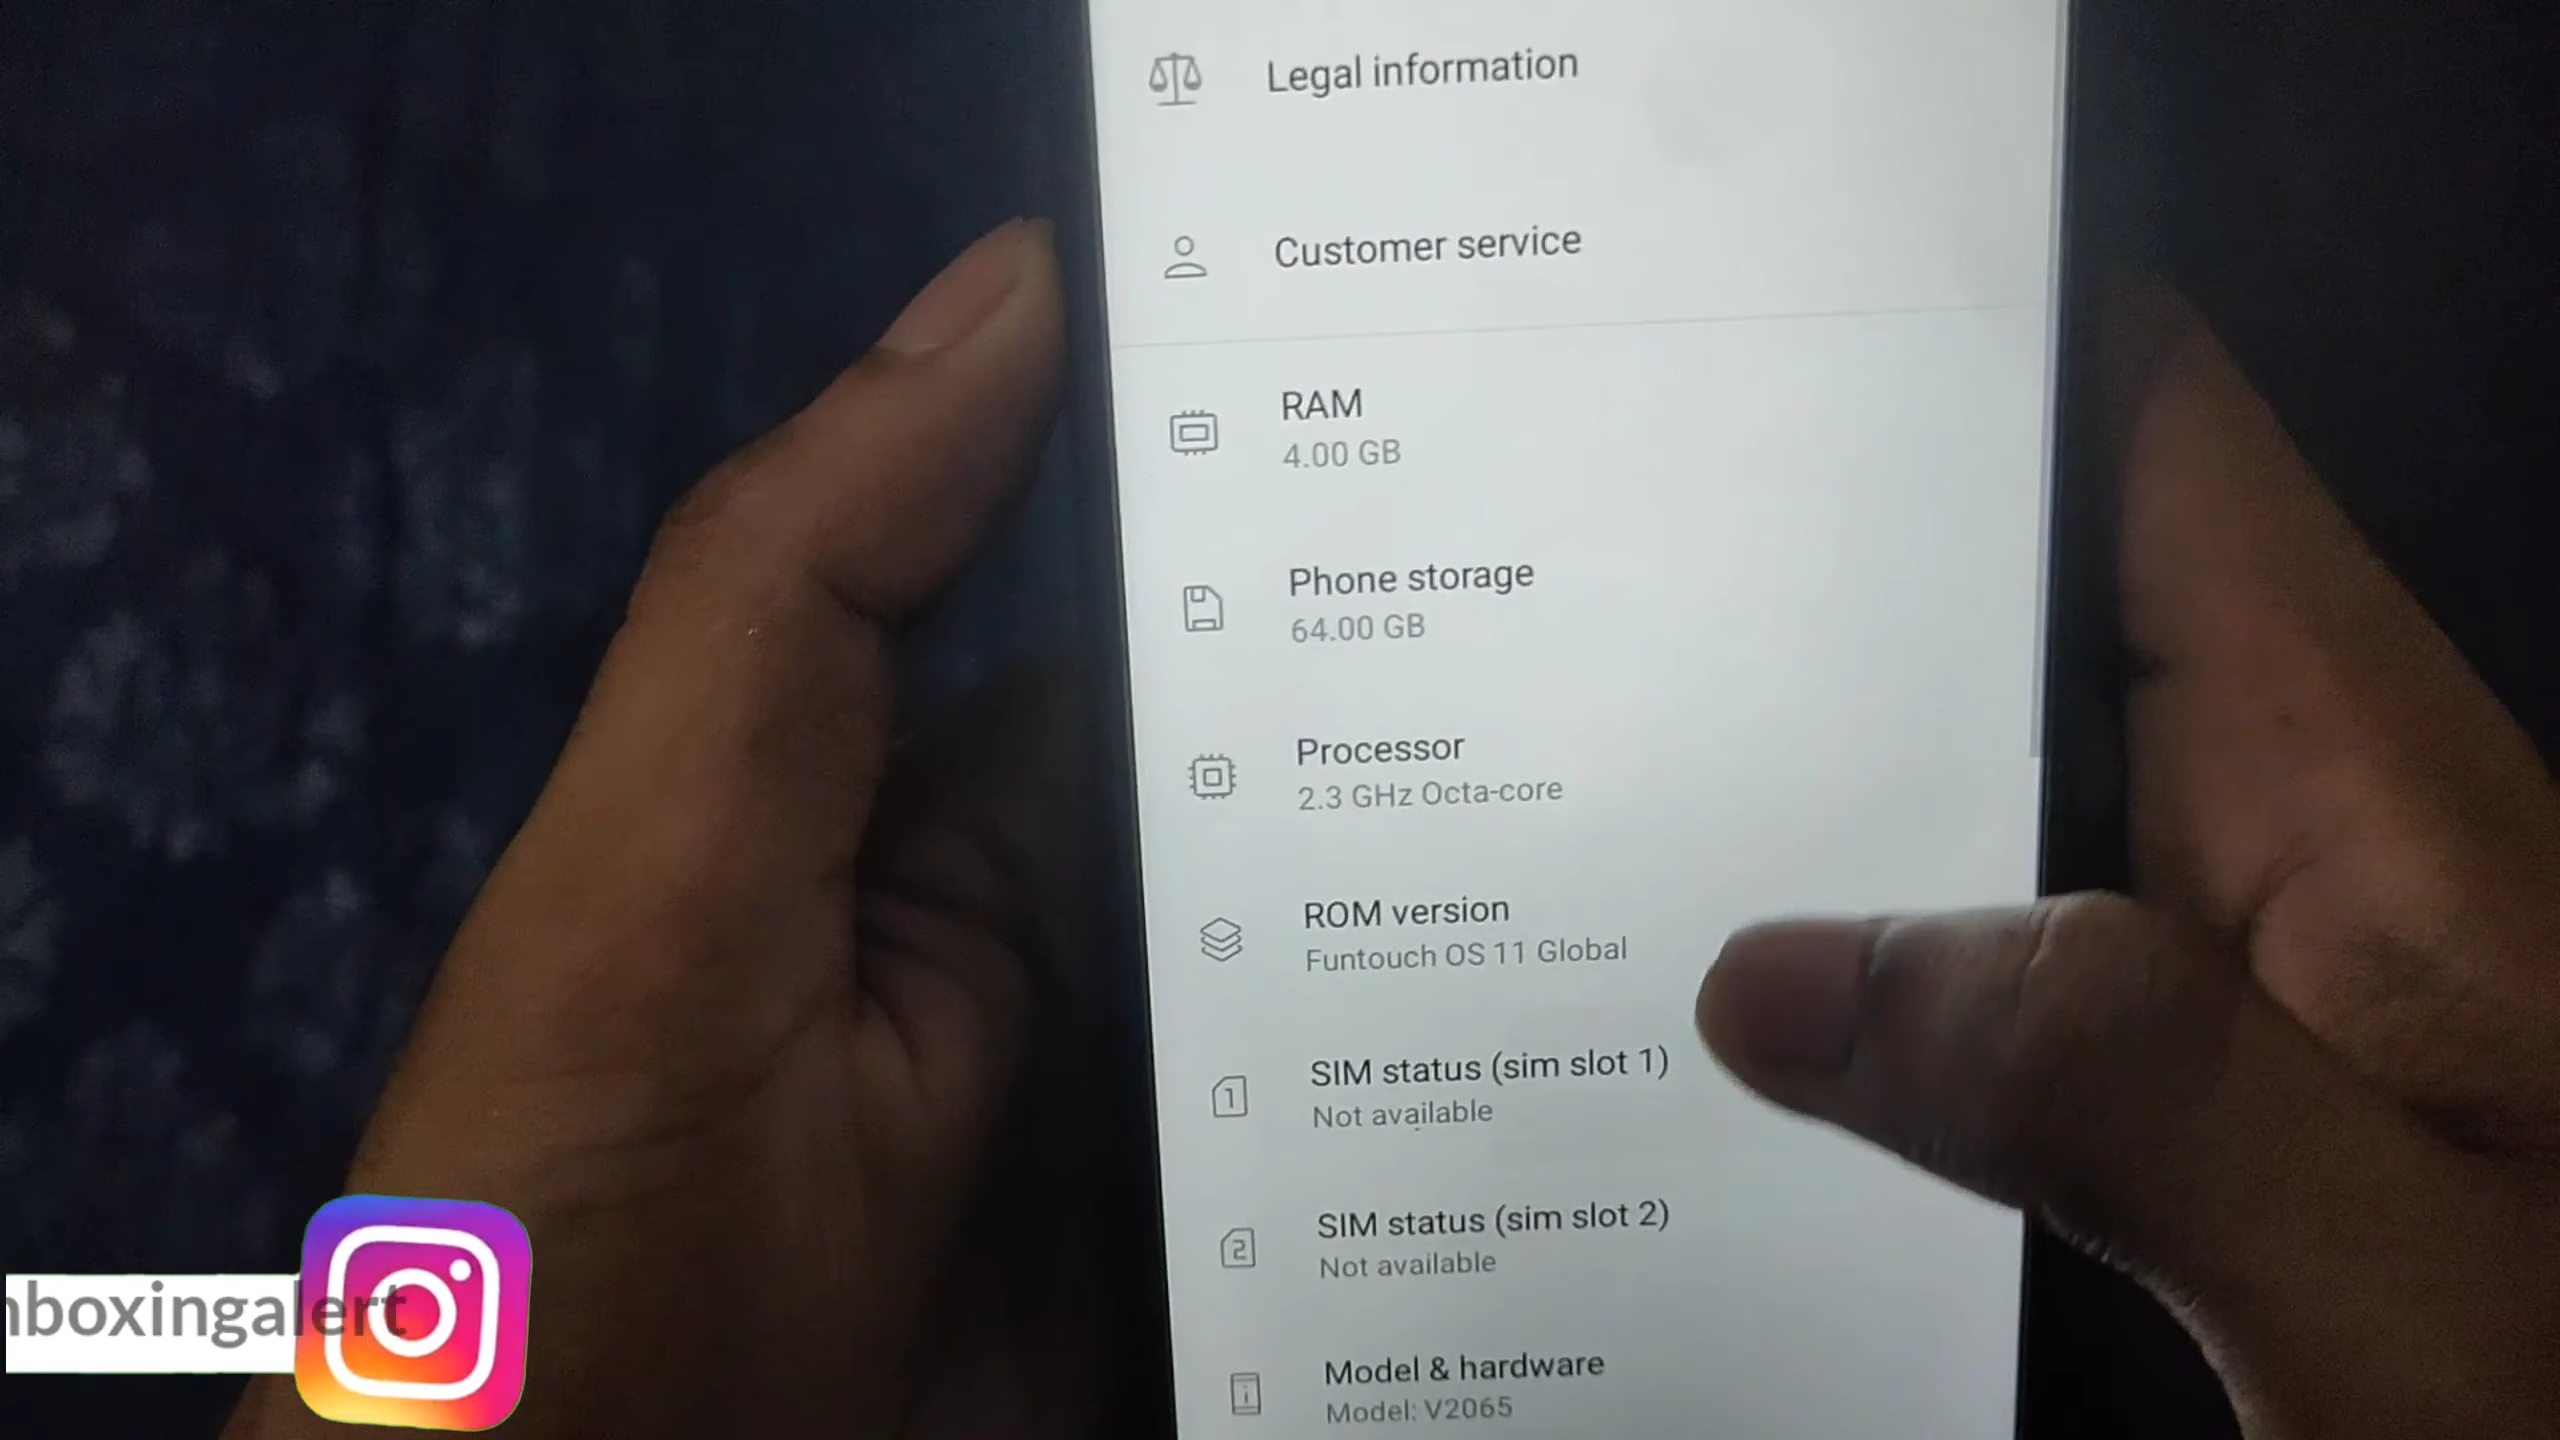 Legal information
Customer service
RAM
4.00 GB
Phone storage
64.00 GB
Processor
2.3 GHz Octa-core
ROM version
Funtouch OS 11 Global
SIM status (sim slot 1)
Not available
1
SIM status (sim slot 2)
Not available
2
Model & hardware
Model: V2065
nboxingalert